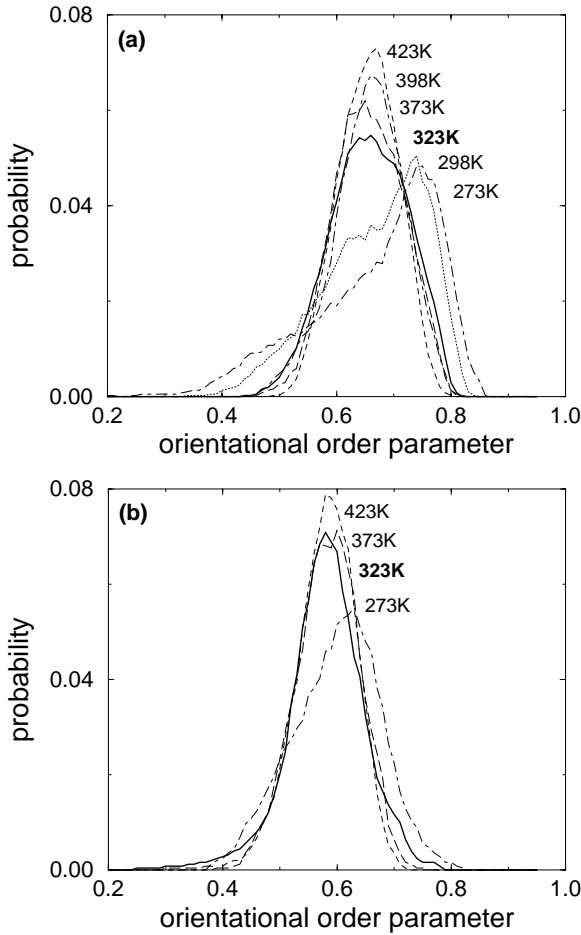 (a)
0.08
0.04
0.00
probability
423K
398K
373K
323K
298K
273K
0.2 0.4 0.6 0.8 1.0
orientational order parameter
(b)
0.08
0.04
0.00
probability
423K
373K
323K
273K
0.2 0.4 0.6 0.8 1.0
orientational order parameter